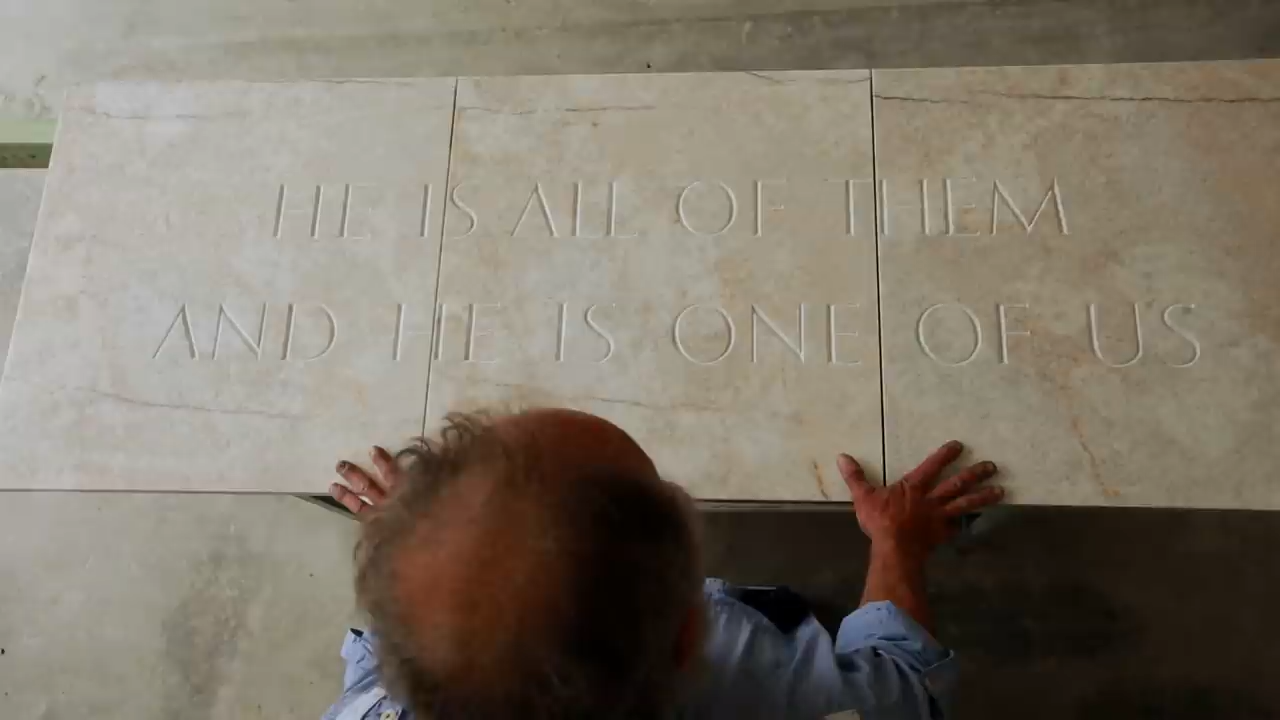 HE IS ALL OF THEM
AND HE IS ONE OF US